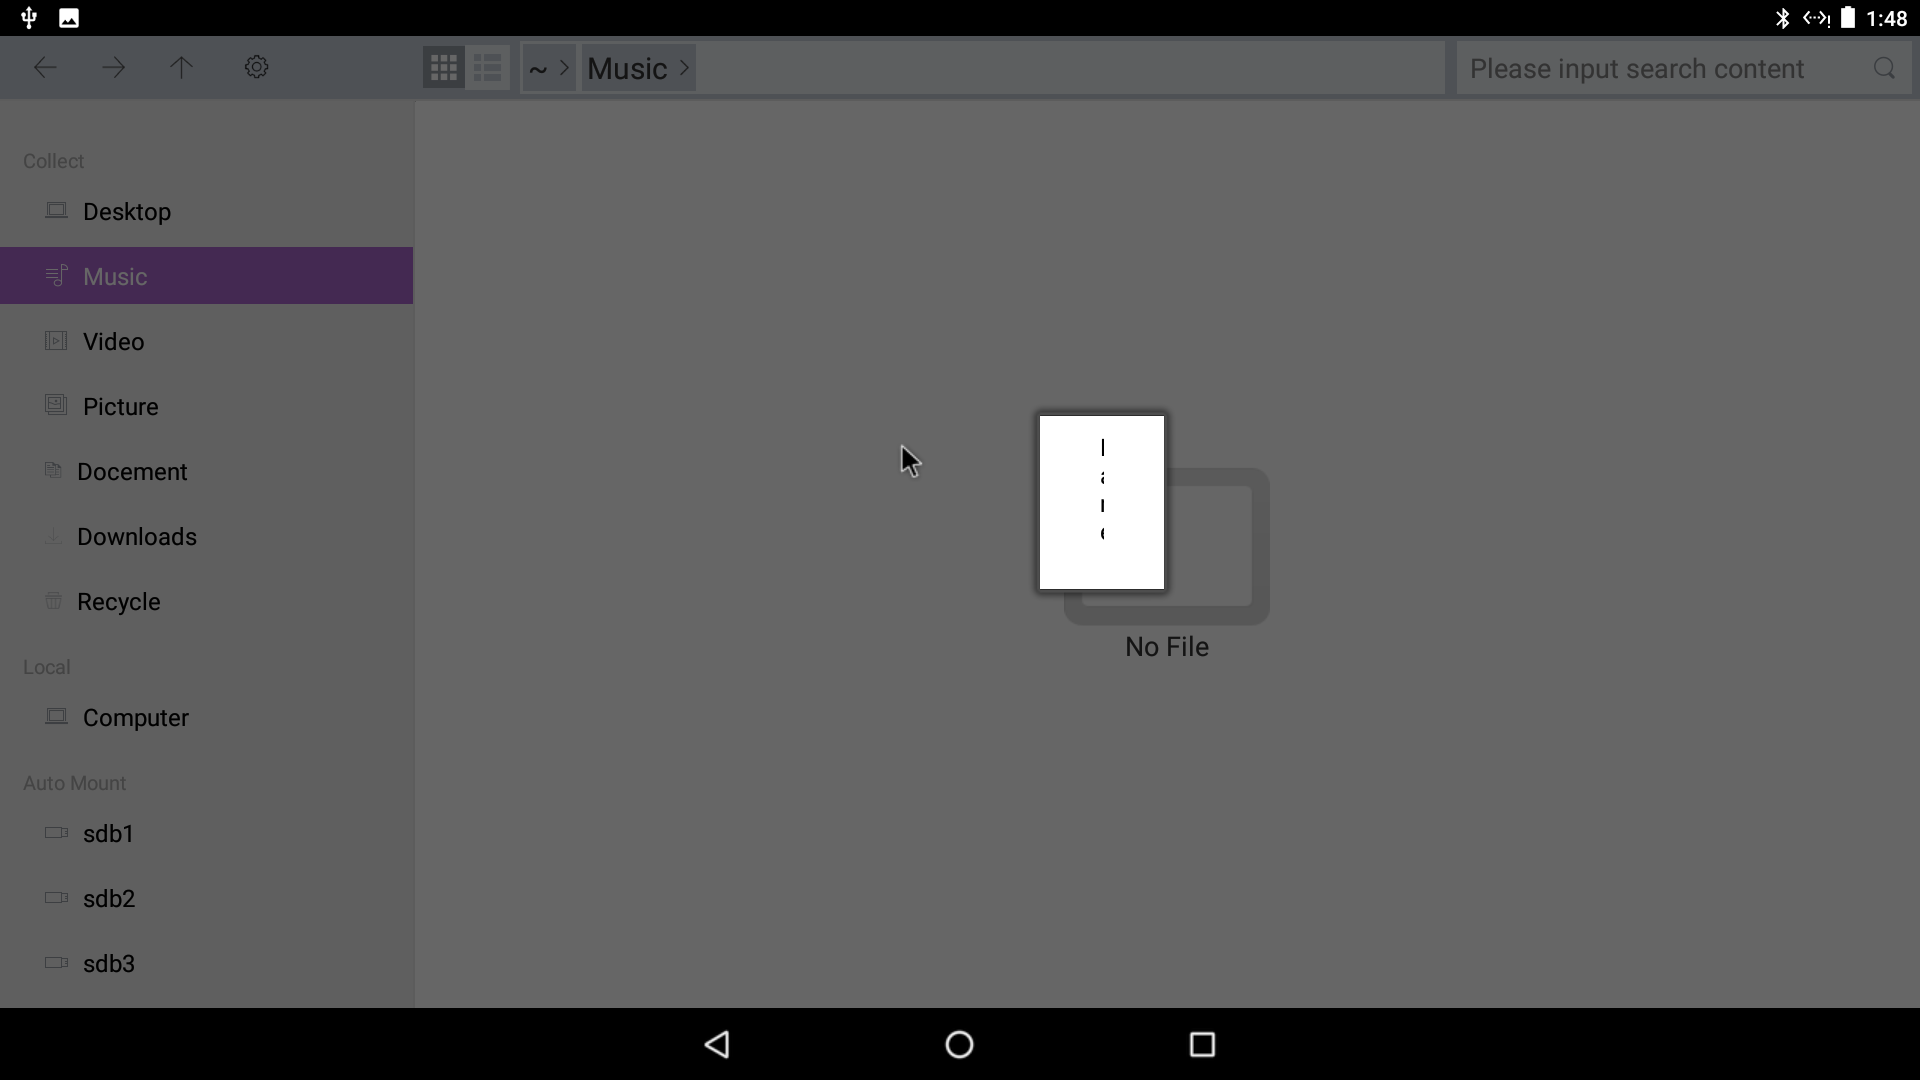 1:48
~
Music
Please input search content
Collect
Desktop
Music
Video
Picture
Docement
Downloads
Recycle
Local
Computer
Auto Mount
sdb1
sdb2
sdb3
No File